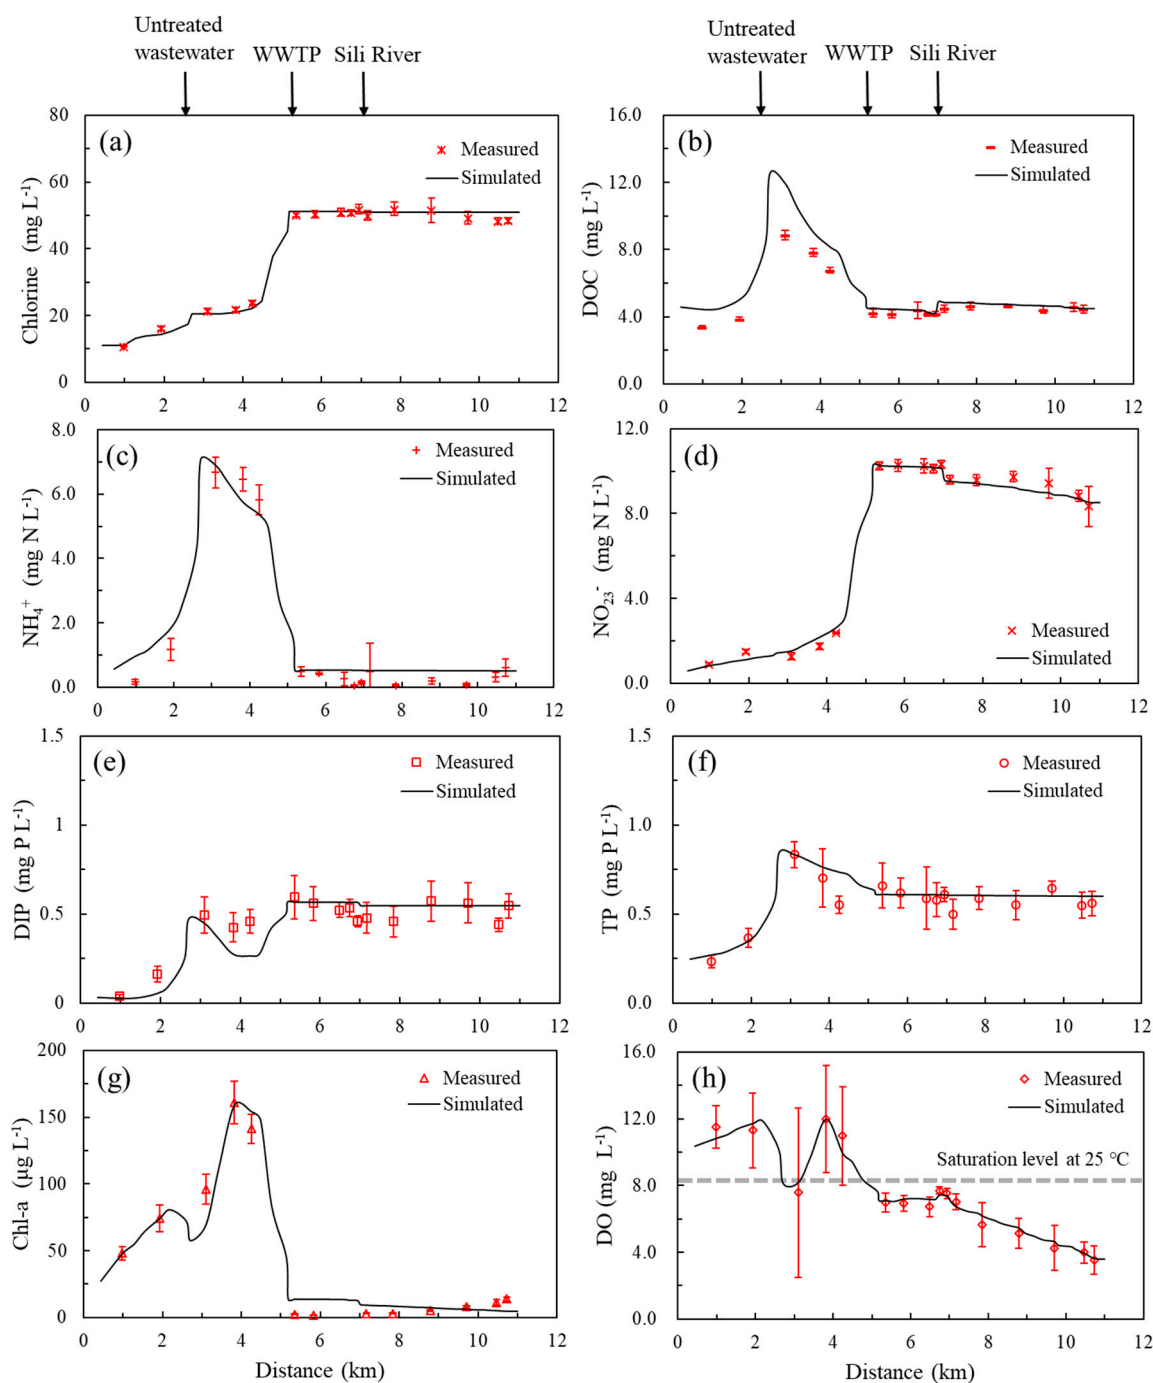 Untreated
wastewater
WWTP
Sili River
Untreated
wastewater
WWTP
Sili River
(a)
Measured
Simulated
Chlorine (mg L-1)
80
60
40
20
0
0 2 4 6 8 10 12
(b)
Measured
Simulated
DOC (mg L-1)
16.0
12.0
8.0
4.0
0.0
0 2 4 6 8 10 12
(c)
Measured
Simulated
NH4+ (mg N L-1)
8.0
6.0
4.0
2.0
0.0
0 2 4 6 8 10 12
(d)
Measured
Simulated
NO23- (mg N L-1)
12.0
8.0
4.0
0.0
0 2 4 6 8 10 12
(e)
Measured
Simulated
DIP (mg P L-1)
1.5
1
0.5
0
0 2 4 6 8 10 12
(f)
Measured
Simulated
TP (mg P L-1)
1.5
1.0
0.5
0.0
0 2 4 6 8 10 12
(g)
Measured
Simulated
Chl-a (μg L-1)
200
150
100
50
0
0 2 4 6 8 10 12
Distance (km)
(h)
Measured
Simulated
Saturation level at 25 °C
DO (mg L-1)
16.0
12.0
8.0
4.0
0.0
0 2 4 6 8 10 12
Distance (km)